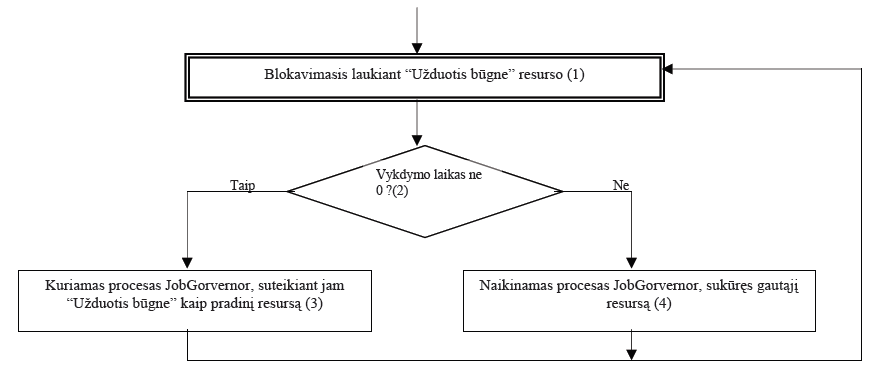 Blokavimasis laukiant “Užduotis būgne” resurso (1)
Vykdymo laikas ne
0 ?(2)
Taip
Ne
Kuriamas procesas JobGorvernor, suteikiant jam
“Užduotis būgne” kaip pradinį resursą (3)
Naikinamas procesas JobGorvernor, sukūręs gautąjį
resursą (4)